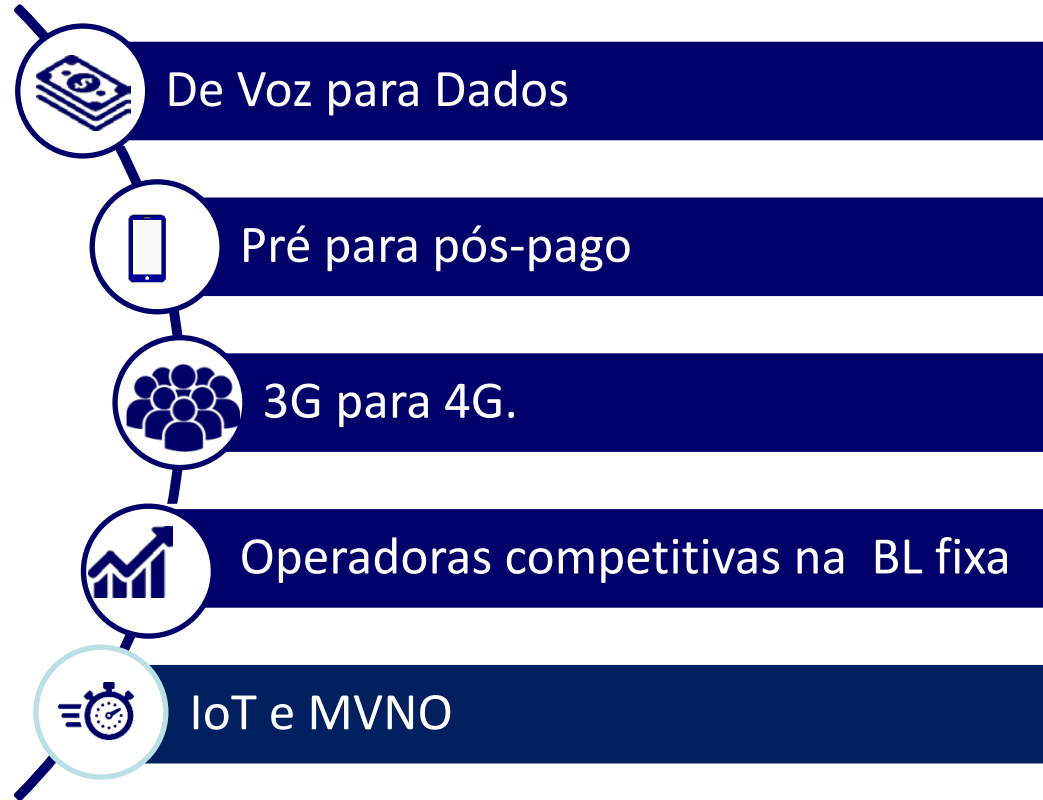 De Voz para Dados
Pré para pós-pago
3G para 4G.
Operadoras competitivas na  BL fixa
IoT e MVNO